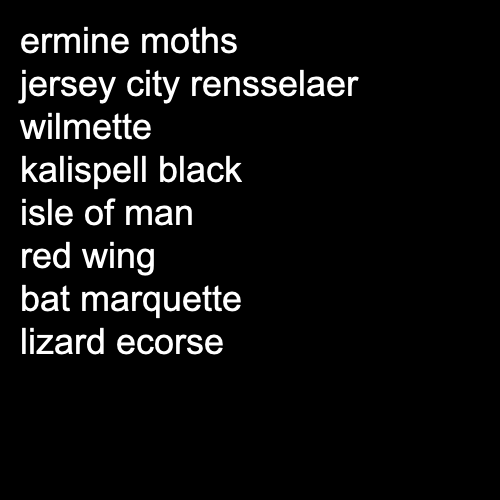 ermine moths
jersey city rensselaer
wilmette
kalispell black
isle of man
red wing
bat marquette
lizard ecorse